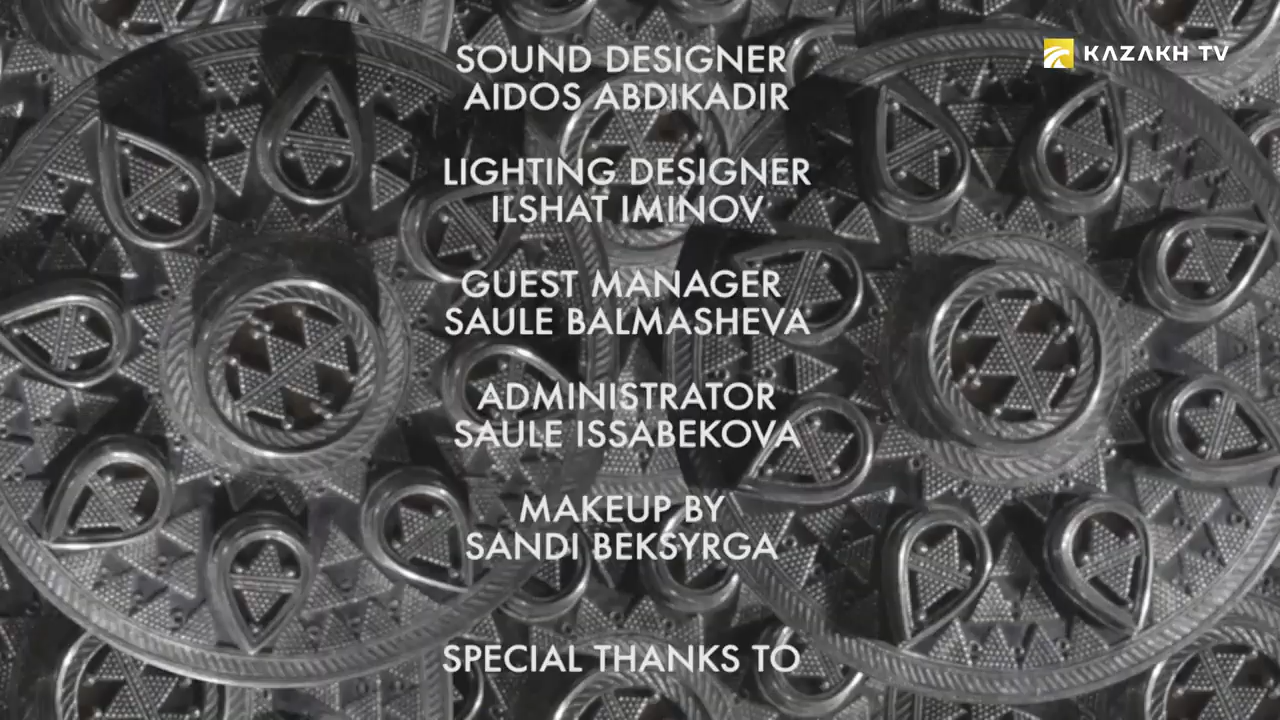 KAZAKH TV
SOUND DESIGNER
AIDOS ABDIKADIR
LIGHTING DESIGNER
ILSHAT IMINOV
GUEST MANAGER
SAULE BALMASHEVA
ADMINISTRATOR
SAULE ISSABEKOVA
MAKEUP BY
SANDI BEKSYRGA
SPECIAL THANKS TO